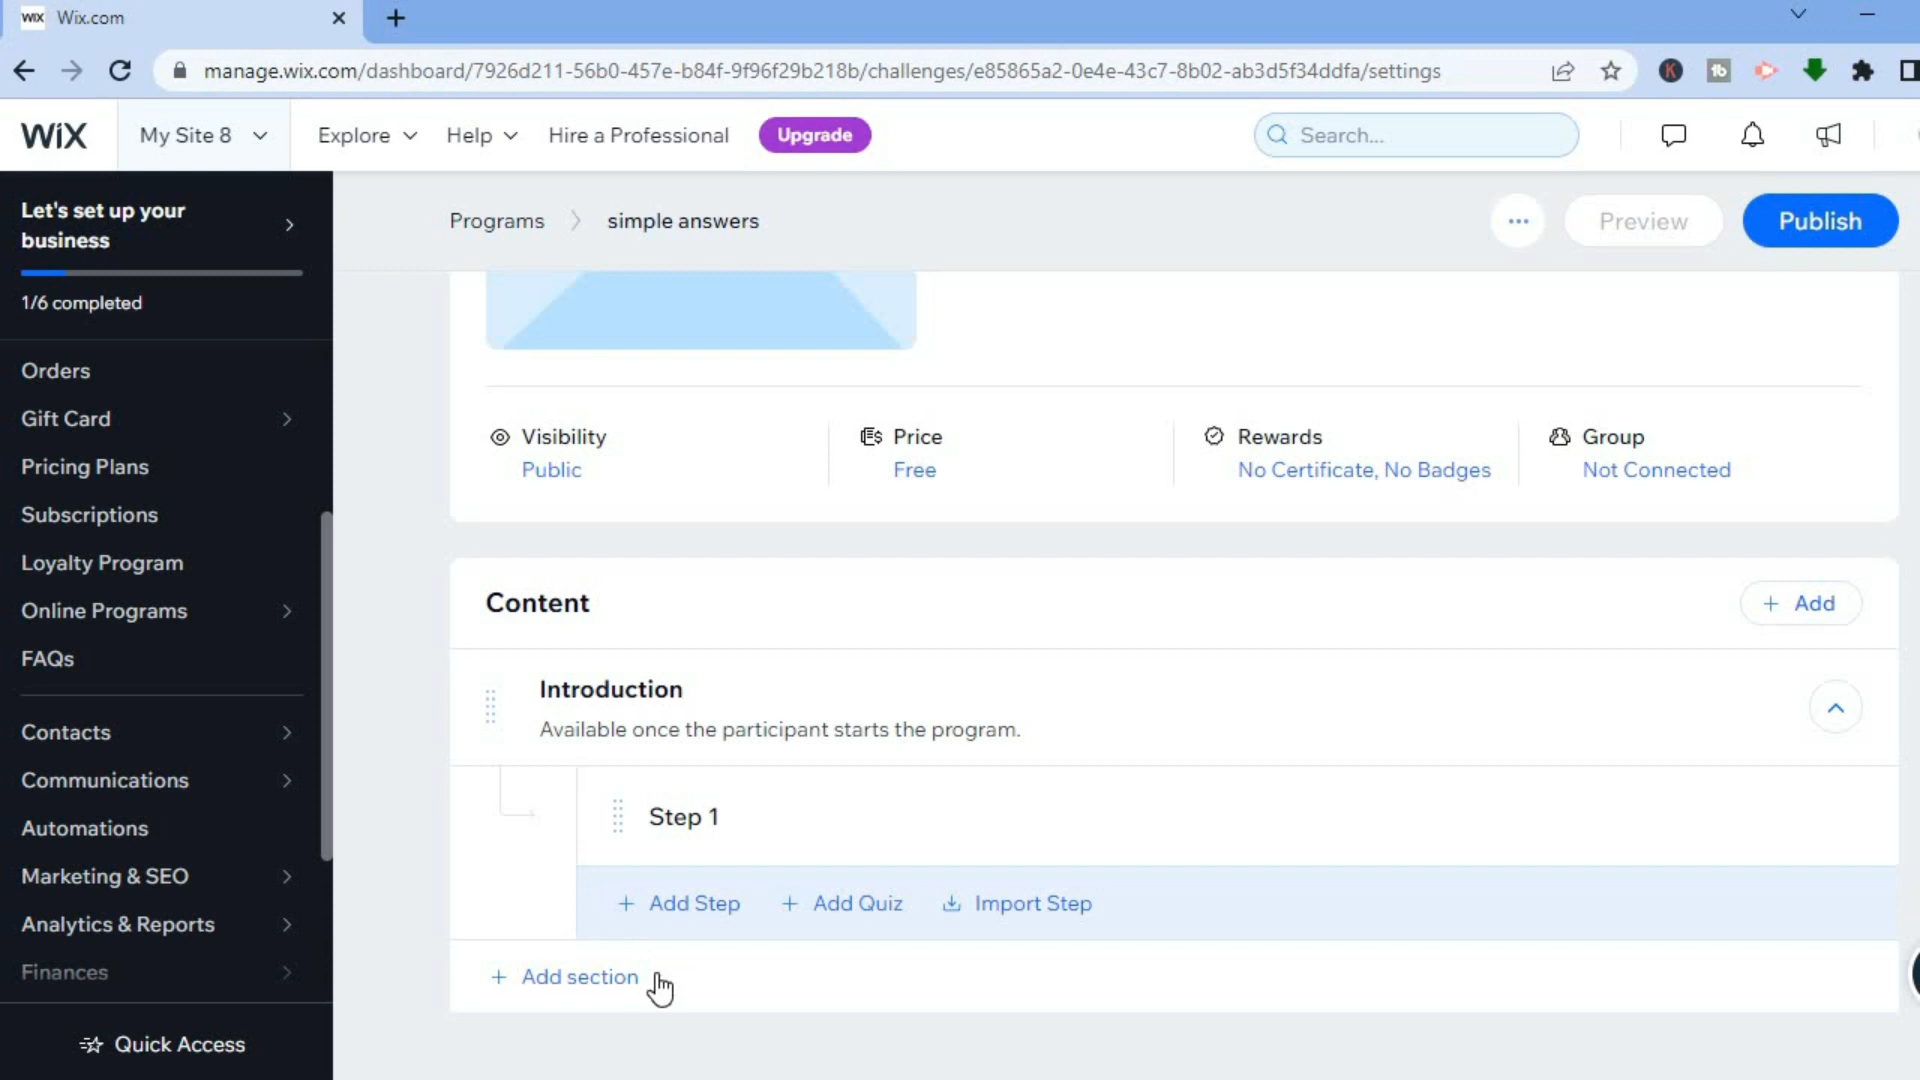 WiX Wix.com
manage.wix.com/dashboard/7926d211-56b0-457e-b84f-9f96f29b218b/challenges/e85865a2-0e4e-43c7-8b02-ab3d5f34ddfa/settings
K
WiX My Site 8 Explore Help Hire a Professional Upgrade Search...
Let's set up your
business
1/6 completed
Orders
Gift Card
Pricing Plans
Subscriptions
Loyalty Program
Online Programs
FAQs
Contacts
Communications
Automations
Marketing & SEO
Analytics & Reports
Finances
Quick Access
Programs simple answers Preview Publish
Visibility
Public
Price
Free
Rewards
No Certificate, No Badges
Group
Not Connected
Content + Add
Introduction
Available once the participant starts the program.
Step 1
+ Add Step + Add Quiz Import Step
+ Add section